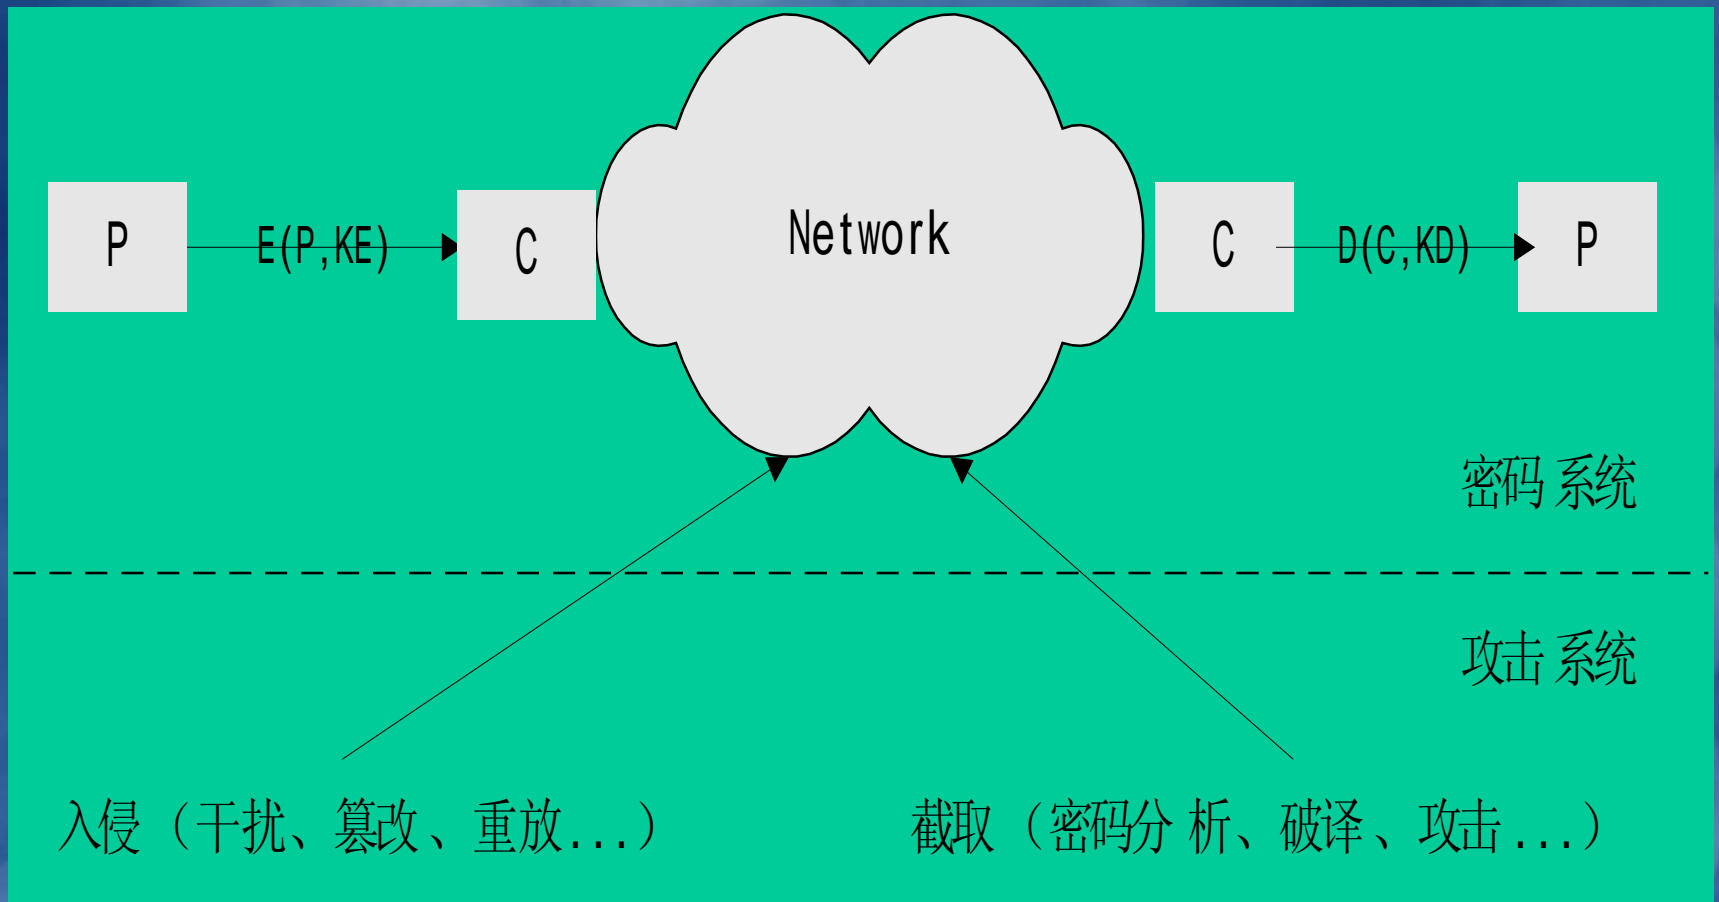 P
E(P,KE)
C
Network
C
D(C,KD)
P
密码系统
攻击系统
入侵（干扰、篡改、重放...）
截取（密码分析、破译、攻击...）